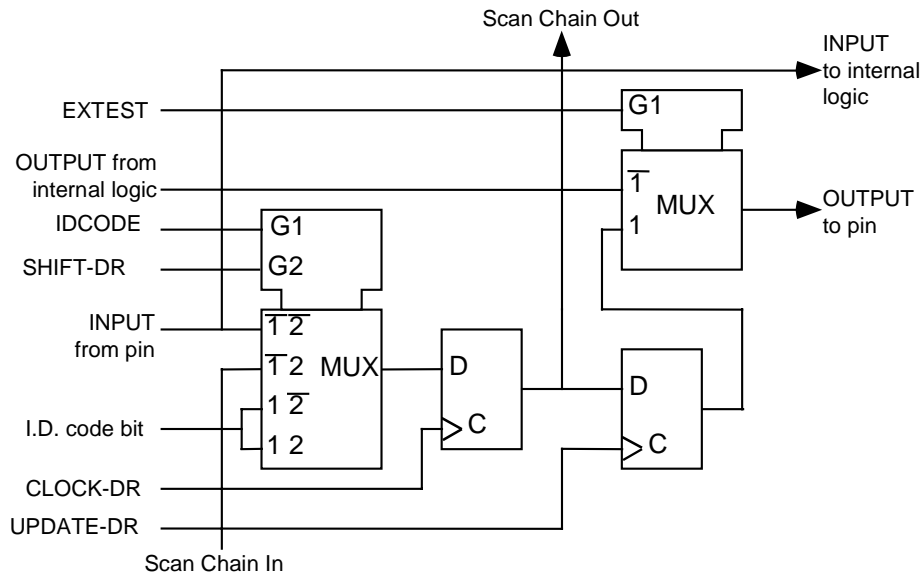 Scan Chain Out
INPUT
to internal
logic
EXTEST
G1
OUTPUT from
internal logic
1̅
MUX
OUTPUT
to pin
1
IDCODE
G1
SHIFT-DR
G2
INPUT
from pin
1̅ 2̅
1̅ 2
MUX
D
D
1 2̅
I.D. code bit
1 2
C
C
CLOCK-DR
UPDATE-DR
Scan Chain In